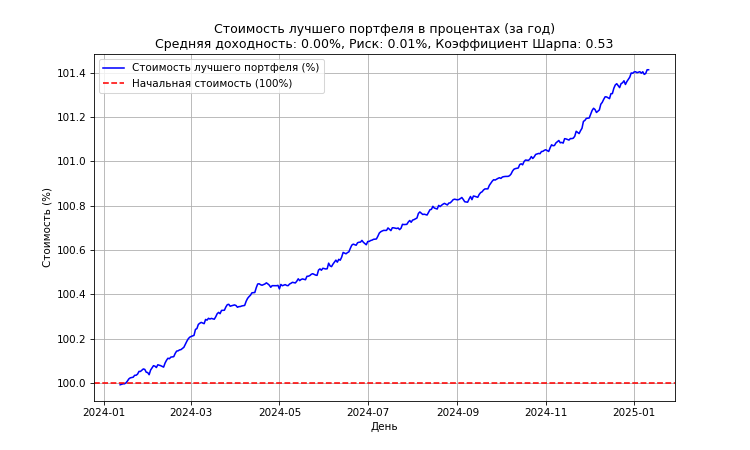 Стоимость лучшего портфеля в процентах (за год)
Средняя доходность: 0.00%, Риск: 0.01%, Коэффициент Шарпа: 0.53
Стоимость лучшего портфеля (%)
Начальная стоимость (100%)
Стоимость (%)
101.4
101.2
101.0
100.8
100.6
100.4
100.2
100.0
2024-01
2024-03
2024-05
2024-07
2024-09
2024-11
2025-01
День